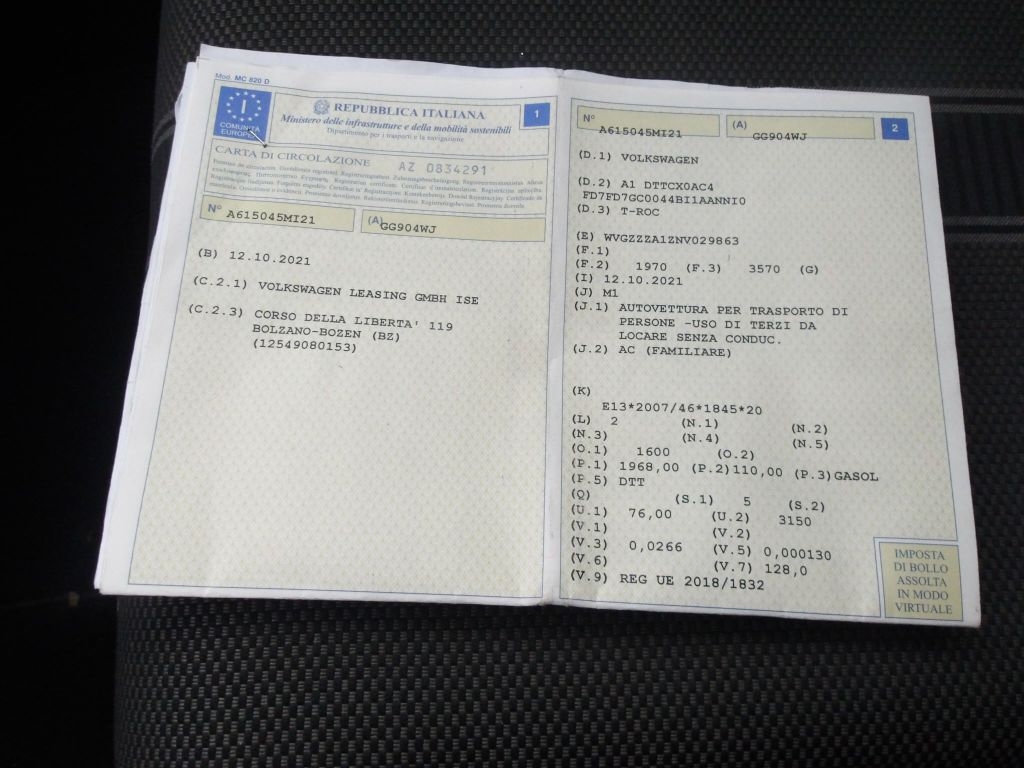 Mod. MC 820 D
I
COMUNITÀ
EUROPEA
REPUBBLICA ITALIANA
Ministero delle infrastrutture e della mobilità sostenibili
Dipartimento per i trasporti e la navigazione
1
CARTA DI CIRCOLAZIONE AZ 0834291
N° A615045MI21
(A) GG904WJ
(B) 12.10.2021
(C.2.1) VOLKSWAGEN LEASING GMBH ISE
(C.2.3) CORSO DELLA LIBERTA' 119
BOLZANO-BOZEN (BZ)
(12549080153)
N° A615045MI21
(A) GG904WJ
2
(D.1) VOLKSWAGEN
(D.2) A1 DTTCX0AC4
FD7FD7GC0044BI1AANNI0
(D.3) T-ROC
(E) WVGZZZA1ZNV029863
(F.1)
(F.2) 1970 (F.3) 3570 (G)
(I) 12.10.2021
(J) M1
(J.1) AUTOVETTURA PER TRASPORTO DI
PERSONE -USO DI TERZI DA
LOCARE SENZA CONDUC.
(J.2) AC (FAMILIARE)
(K)
E13*2007/46*1845*20
(L) 2 (N.1) (N.2)
(N.3) (N.4) (N.5)
(O.1) 1600 (O.2)
(P.1) 1968,00 (P.2)110,00 (P.3)GASOL
(P.5) DTT
(Q) (S.1) 5 (S.2)
(U.1) 76,00 (U.2) 3150
(V.1) (V.2)
(V.3) 0,0266 (V.5) 0,000130
(V.6) (V.7) 128,0
(V.9) REG UE 2018/1832
IMPOSTA
DI BOLLO
ASSOLTA
IN MODO
VIRTUALE